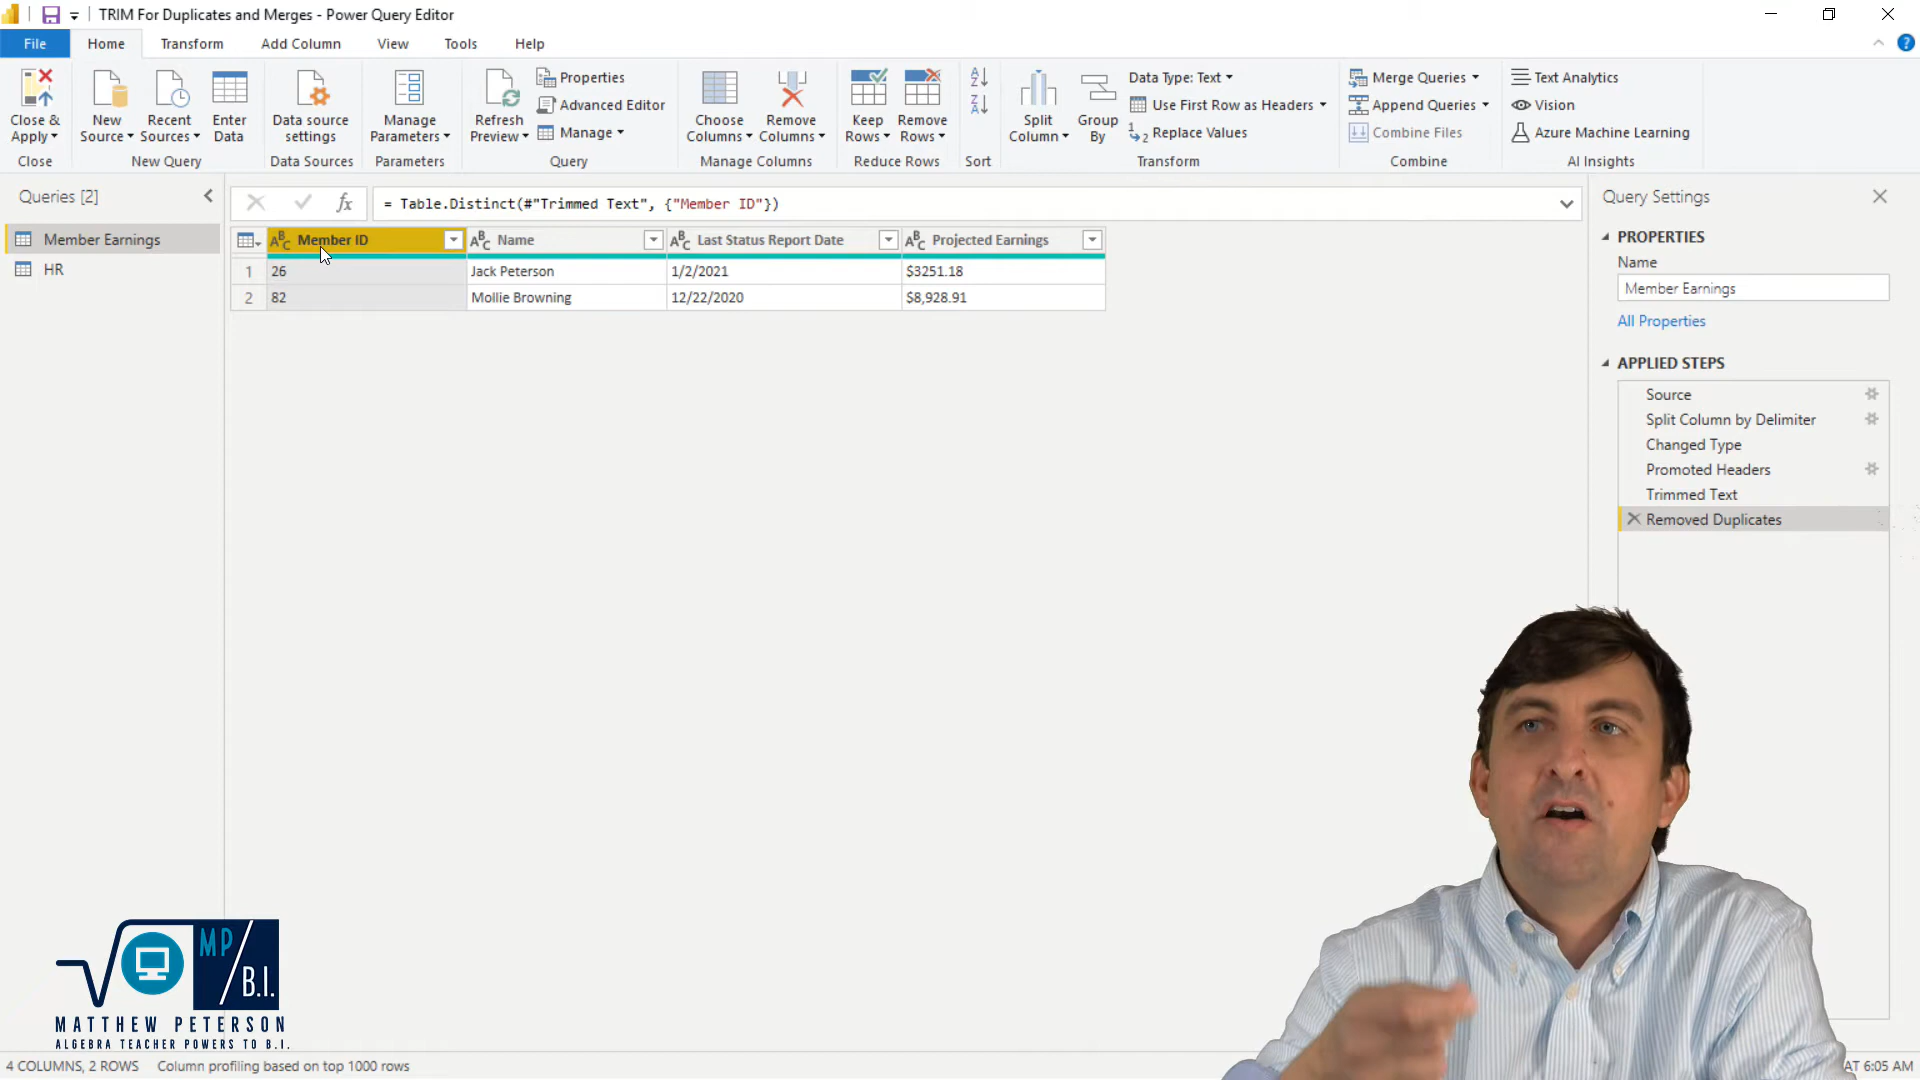 TRIM For Duplicates and Merges - Power Query Editor
File Home Transform Add Column View Tools Help
Close & Apply
Close
New Source
Recent Sources
Enter Data
New Query
Data source settings
Data Sources
Manage Parameters
Parameters
Refresh Preview
Properties
Advanced Editor
Manage
Query
Choose Columns
Remove Columns
Manage Columns
Keep Rows
Remove Rows
Reduce Rows
Sort
Split Column
Group By
Data Type: Text
Use First Row as Headers
Replace Values
Transform
Merge Queries
Append Queries
Combine Files
Combine
Text Analytics
Vision
Azure Machine Learning
AI Insights
Queries [2]
Member Earnings
HR
= Table.Distinct(#"Trimmed Text", {"Member ID"})
Member ID Name Last Status Report Date Projected Earnings
1 26 Jack Peterson 1/2/2021 $3251.18
2 82 Mollie Browning 12/22/2020 $8,928.91
Query Settings
PROPERTIES
Name
Member Earnings
All Properties
APPLIED STEPS
Source
Split Column by Delimiter
Changed Type
Promoted Headers
Trimmed Text
Removed Duplicates
MP/B.I.
MATTHEW PETERSON
ALGEBRA TEACHER POWERS TO B.I.
4 COLUMNS, 2 ROWS Column profiling based on top 1000 rows
AT 6:05 AM